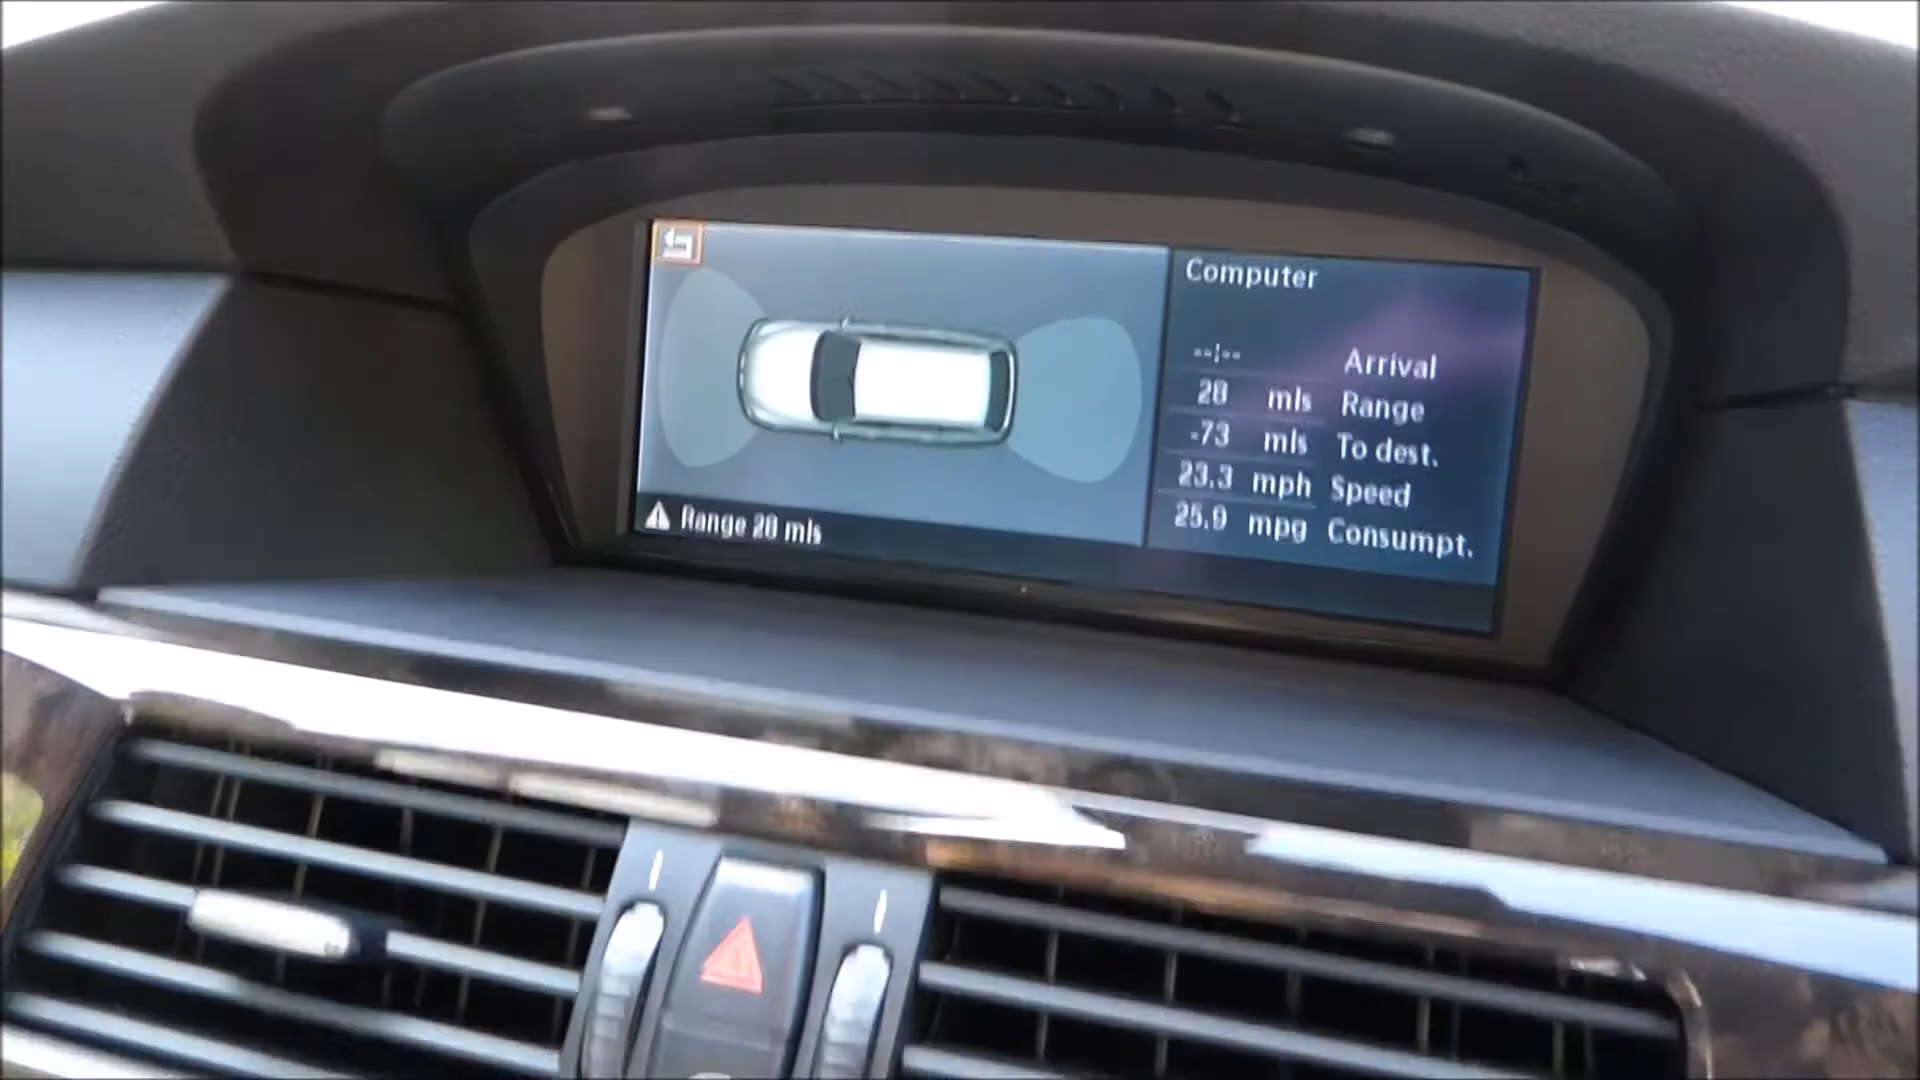 Computer
--:-- Arrival
28 mls Range
-73 mls To dest.
23.3 mph Speed
25.9 mpg Consumpt.
Range 28 mls